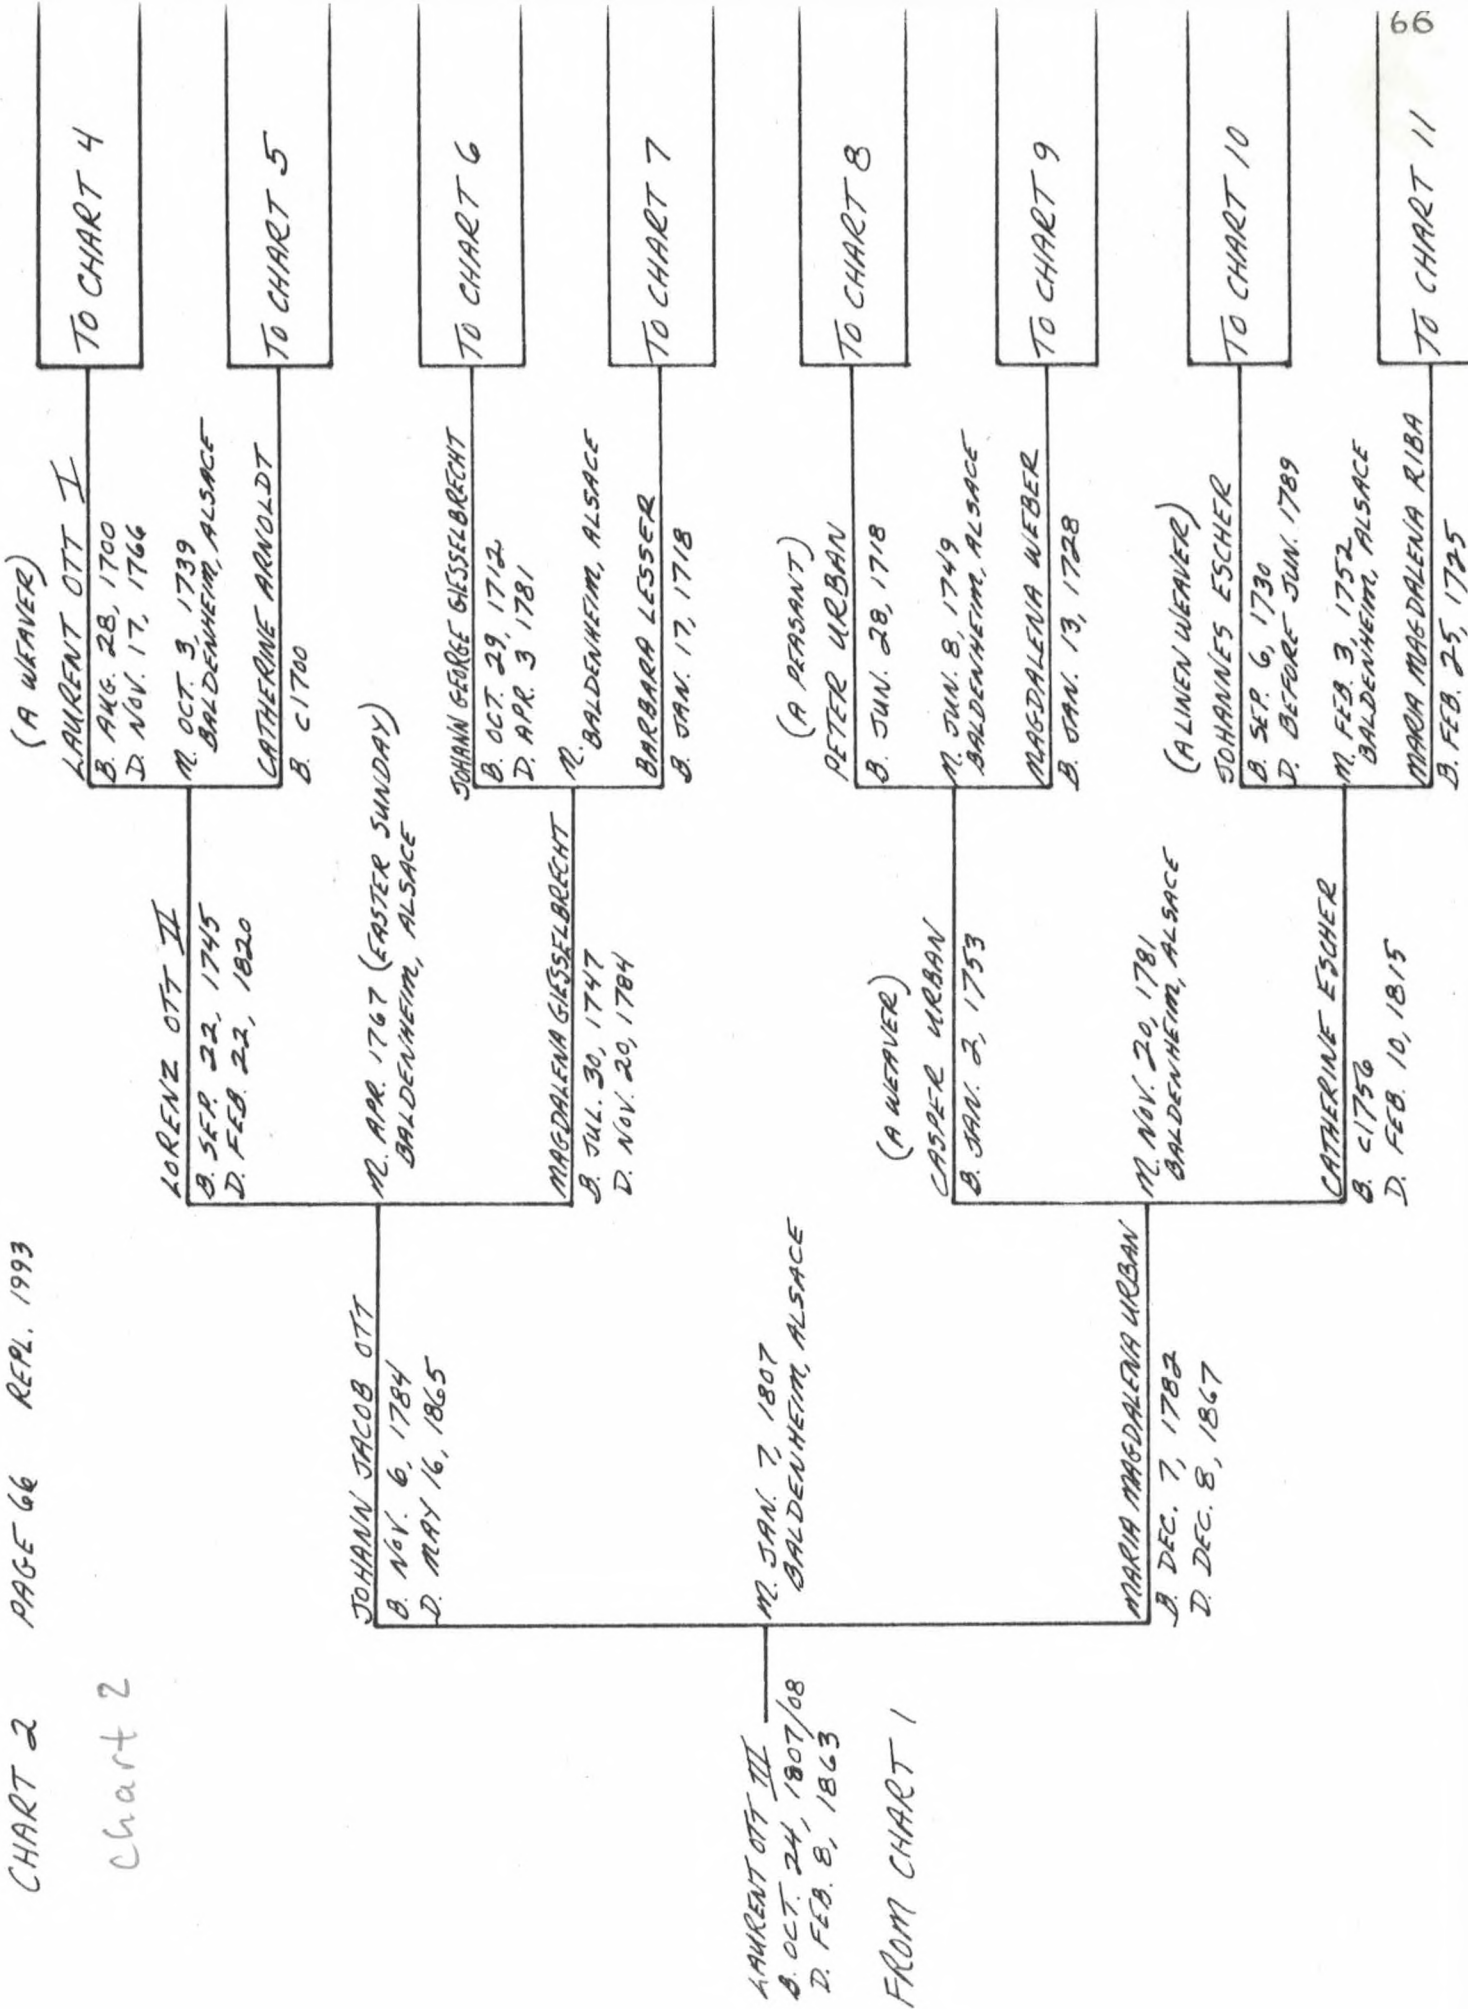 CHART 2 PAGE 66 REPL. 1993
Chart 2
66
LAURENT OTT III
B. OCT. 24, 1807/08
D. FEB. 8, 1863
FROM CHART 1
JOHANN JACOB OTT
B. NOV. 6, 1784
D. MAY 16, 1865
M. JAN. 7, 1807
BALDENHEIM, ALSACE
MARIA MAGDALENA URBAN
B. DEC. 7, 1782
D. DEC. 8, 1867
LORENZ OTT II
B. SEP. 22, 1745
D. FEB. 22, 1820
M. APR. 1767 (EASTER SUNDAY)
BALDENHEIM, ALSACE
MAGDALENA GIESSELBRECHT
B. JUL. 30, 1747
D. NOV. 20, 1784
(A WEAVER)
CASPER URBAN
B. JAN. 2, 1753
M. NOV. 20, 1781
BALDENHEIM, ALSACE
CATHERINE ESCHER
B. C1756
D. FEB. 10, 1815
(A WEAVER)
LAURENT OTT I
B. AUG. 28, 1700
D. NOV. 17, 1766
M. OCT. 3, 1739
BALDENHEIM, ALSACE
CATHERINE ARNOLDT
B. C1700
JOHANN GEORGE GIESSELBRECHT
B. OCT. 29, 1712
D. APR. 3 1781
M.
BALDENHEIM, ALSACE
BARBARA LESSER
B. JAN. 17, 1718
(A PEASANT)
PETER URBAN
B. JUN. 28, 1718
M. JUN. 8, 1749
BALDENHEIM, ALSACE
MAGDALENA WEBER
B. JAN. 13, 1728
(A LINEN WEAVER)
JOHANNES ESCHER
B. SEP. 6, 1730
D. BEFORE JUN. 1789
M. FEB. 3, 1752
BALDENHEIM, ALSACE
MARIA MAGDALENA RIBA
B. FEB. 25, 1725
TO CHART 4
TO CHART 5
TO CHART 6
TO CHART 7
TO CHART 8
TO CHART 9
TO CHART 10
TO CHART 11